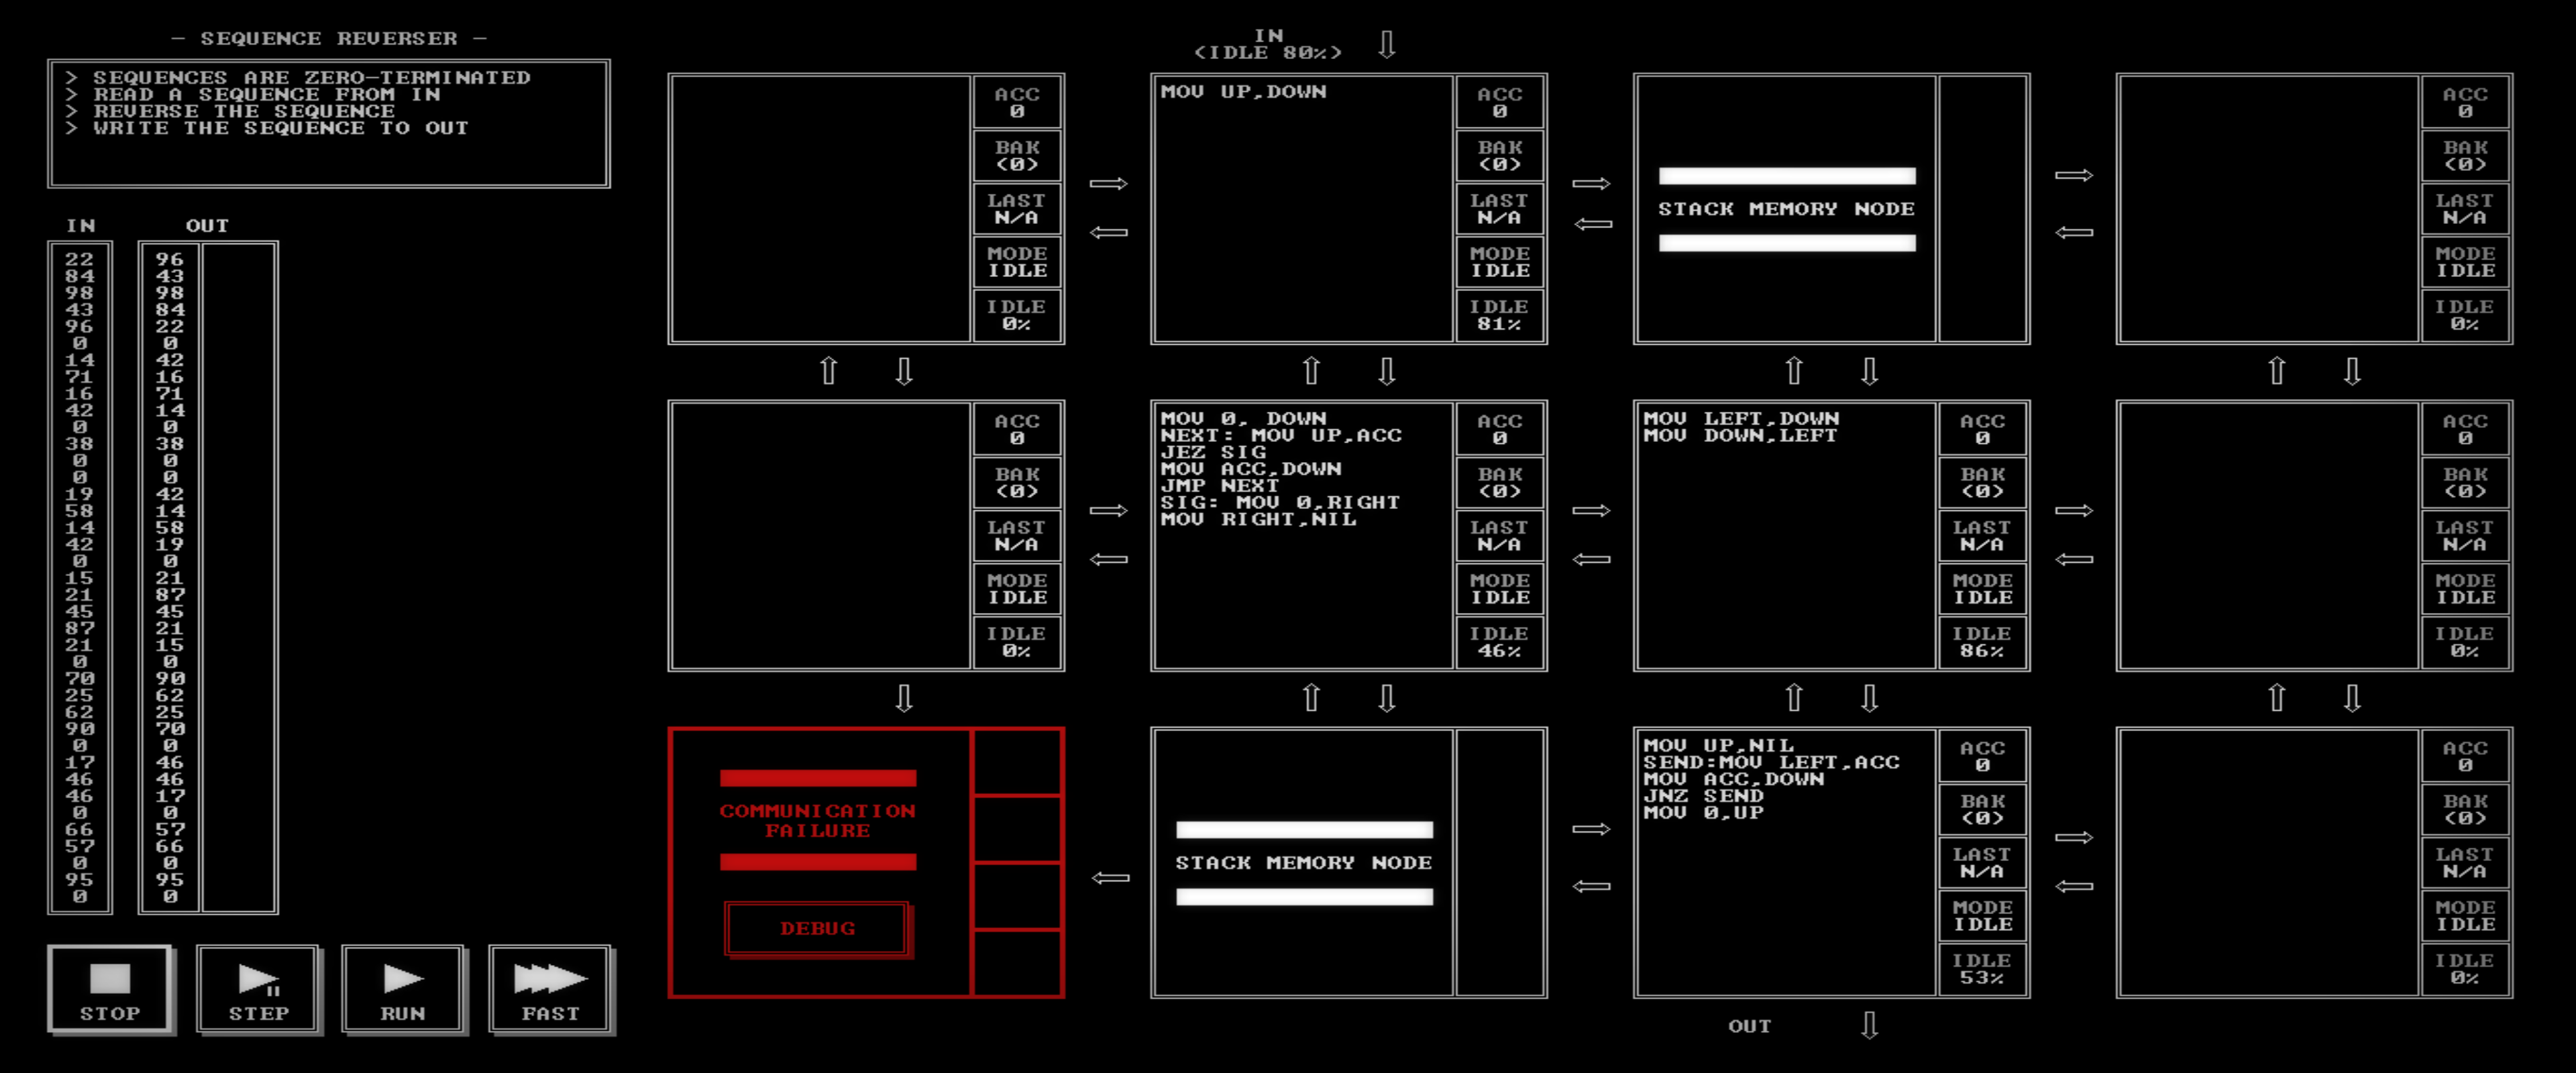 - SEQUENCE REVERSER -
> SEQUENCES ARE ZERO-TERMINATED
> READ A SEQUENCE FROM IN
> REVERSE THE SEQUENCE
> WRITE THE SEQUENCE TO OUT
IN OUT
22 96
84 43
98 98
43 84
96 22
0 0
14 42
71 16
16 71
42 14
0 0
38 38
0 0
0 0
19 42
58 14
14 58
42 19
0 0
15 21
21 87
45 45
87 21
21 15
0 0
70 90
25 62
62 25
90 70
0 0
17 46
46 46
46 17
0 0
66 57
57 66
0 0
95 95
0 0
STOP
STEP
RUN
FAST
IN
(IDLE 80%)
ACC
0
BAK
(0)
LAST
N/A
MODE
IDLE
IDLE
0%
MOV UP,DOWN
ACC
0
BAK
(0)
LAST
N/A
MODE
IDLE
IDLE
81%
STACK MEMORY NODE
ACC
0
BAK
(0)
LAST
N/A
MODE
IDLE
IDLE
0%
ACC
0
BAK
(0)
LAST
N/A
MODE
IDLE
IDLE
0%
MOV 0, DOWN
NEXT: MOV UP,ACC
JEZ SIG
MOV ACC,DOWN
JMP NEXT
SIG: MOV 0,RIGHT
MOV RIGHT,NIL
ACC
0
BAK
(0)
LAST
N/A
MODE
IDLE
IDLE
46%
MOV LEFT,DOWN
MOV DOWN,LEFT
ACC
0
BAK
(0)
LAST
N/A
MODE
IDLE
IDLE
86%
ACC
0
BAK
(0)
LAST
N/A
MODE
IDLE
IDLE
0%
COMMUNICATION
FAILURE
DEBUG
STACK MEMORY NODE
MOV UP,NIL
SEND:MOV LEFT,ACC
MOV ACC,DOWN
JNZ SEND
MOV 0,UP
ACC
0
BAK
(0)
LAST
N/A
MODE
IDLE
IDLE
53%
ACC
0
BAK
(0)
LAST
N/A
MODE
IDLE
IDLE
0%
OUT